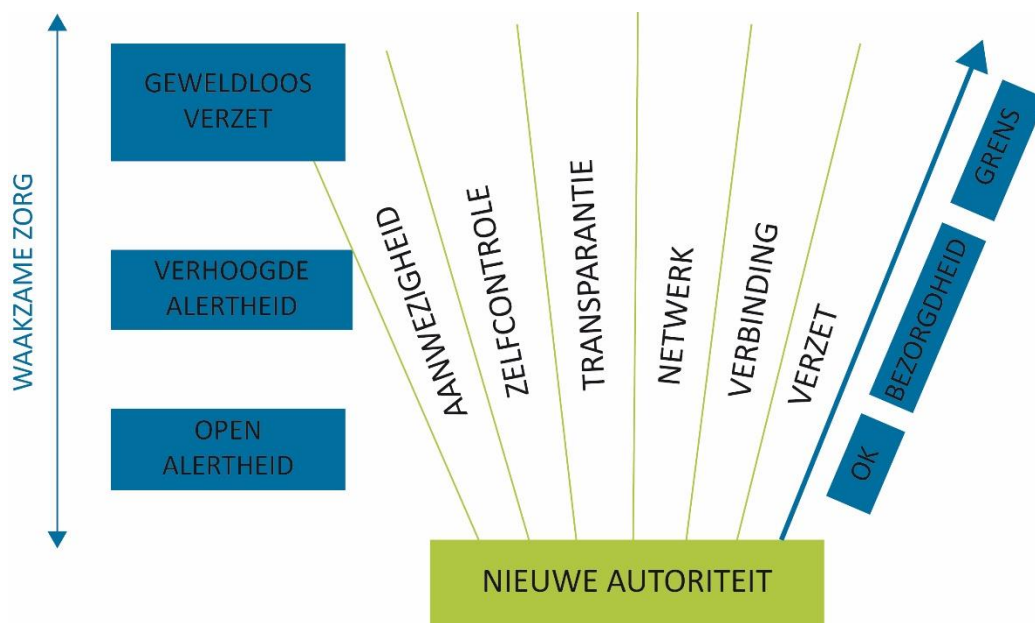 WAAKZAME ZORG
GEWELDLOOS
VERZET
VERHOOGDE
ALERTHEID
OPEN
ALERTHEID
AANWEZIGHEID
ZELFCONTROLE
TRANSPARANTIE
NETWERK
VERBINDING
VERZET
GRENS
BEZORGDHEID
OK
NIEUWE AUTORITEIT